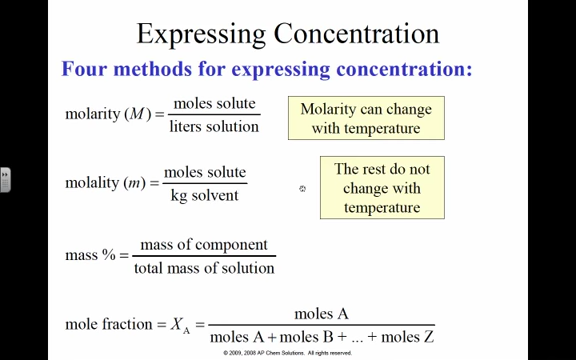 Expressing Concentration
Four methods for expressing concentration:
molarity (M) = moles solute / liters solution
Molarity can change
with temperature
molality (m) = moles solute / kg solvent
The rest do not
change with
temperature
mass % = mass of component / total mass of solution
mole fraction = X_A = moles A / moles A + moles B + ... + moles Z
© 2009, 2008 AP Chem Solutions. All rights reserved.